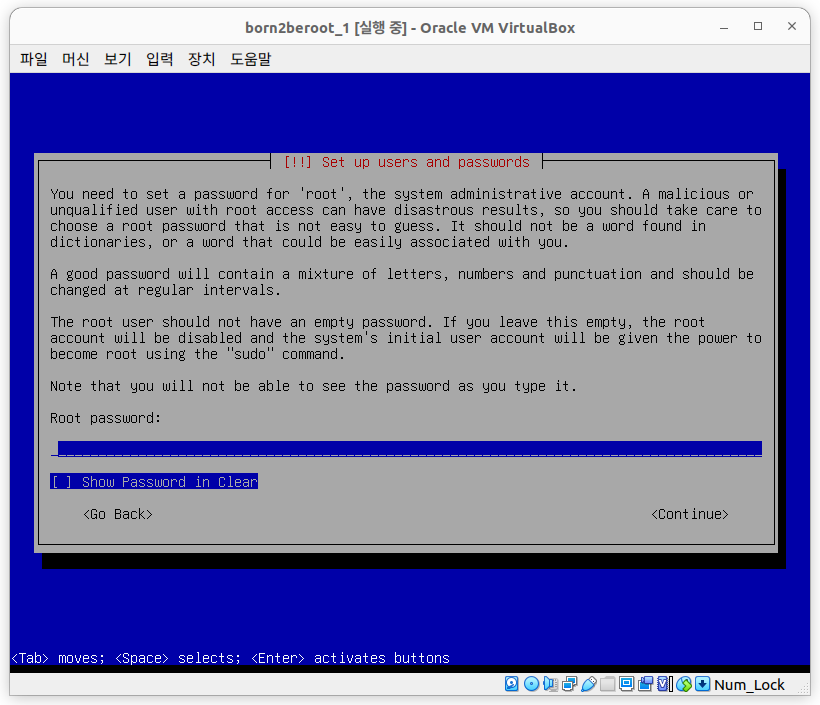 born2beroot_1 [실행 중] - Oracle VM VirtualBox
파일 머신 보기 입력 장치 도움말
[!!] Set up users and passwords
You need to set a password for 'root', the system administrative account. A malicious or
unqualified user with root access can have disastrous results, so you should take care to
choose a root password that is not easy to guess. It should not be a word found in
dictionaries, or a word that could be easily associated with you.
A good password will contain a mixture of letters, numbers and punctuation and should be
changed at regular intervals.
The root user should not have an empty password. If you leave this empty, the root
account will be disabled and the system's initial user account will be given the power to
become root using the "sudo" command.
Note that you will not be able to see the password as you type it.
Root password:
[ ] Show Password in Clear
<Go Back> <Continue>
<Tab> moves; <Space> selects; <Enter> activates buttons
Num_Lock